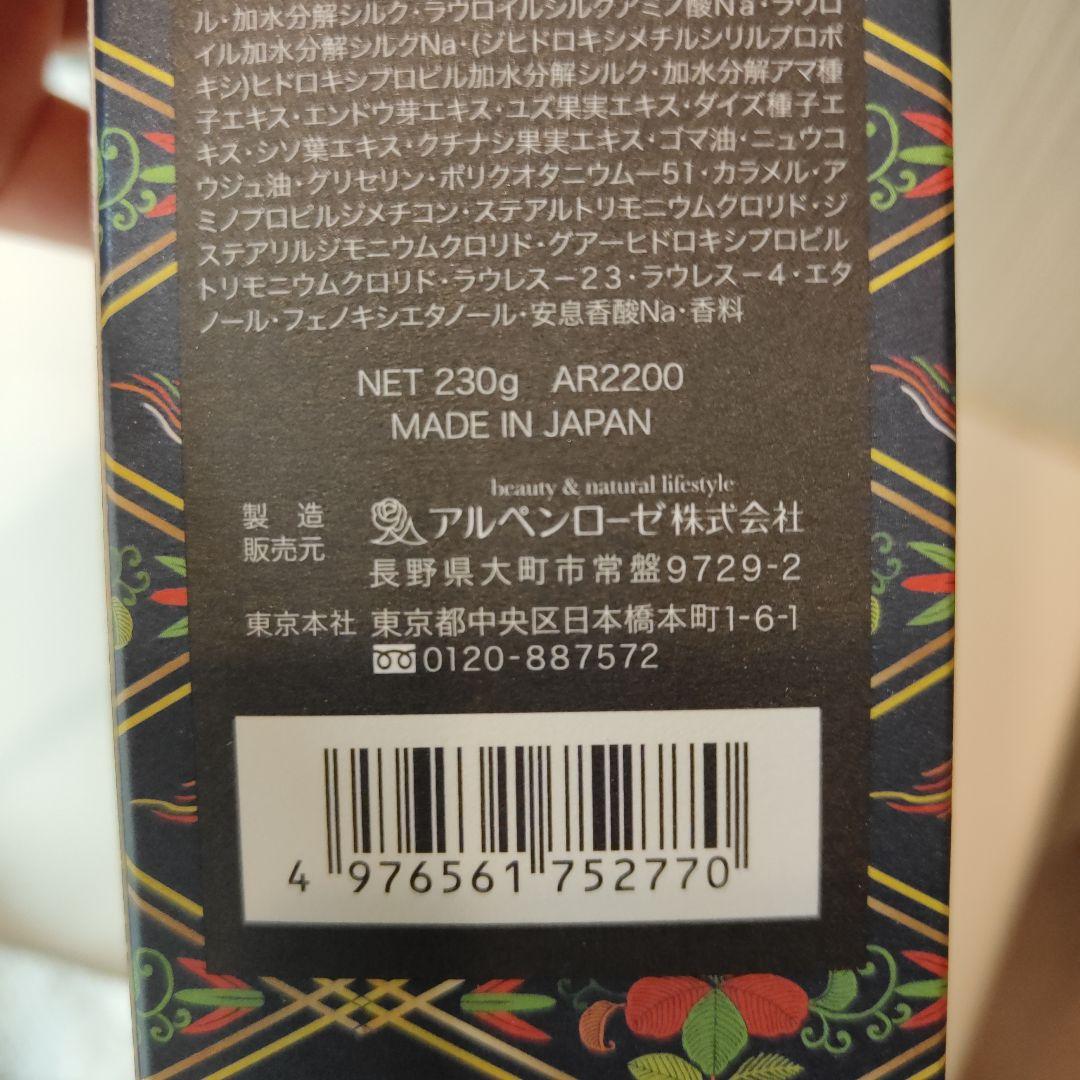 ル・加水分解シルク・ラウロイルシルクアミノ酸Na・ラウロ
イル加水分解シルクNa・(ジヒドロキシメチルシリルプロポ
キシ)ヒドロキシプロピル加水分解シルク・加水分解アマ種
子エキス・エンドウ芽エキス・ユズ果実エキス・ダイズ種子エ
キス・シソ葉エキス・クチナシ果実エキス・ゴマ油・ニュウコ
ウジュ油・グリセリン・ポリクオタニウムー51・カラメル・ア
ミノプロピルジメチコン・ステアルトリモニウムクロリド・ジ
ステアリルジモニウムクロリド・グアーヒドロキシプロピル
トリモニウムクロリド・ラウレスー23・ラウレスー4・エタ
ノール・フェノキシエタノール・安息香酸Na・香料
NET 230g AR2200
MADE IN JAPAN
beauty & natural lifestyle
製造 アルペンローゼ株式会社
販売元 長野県大町市常盤9729-2
東京本社 東京都中央区日本橋本町1-6-1
0120-887572
4 976561 752770